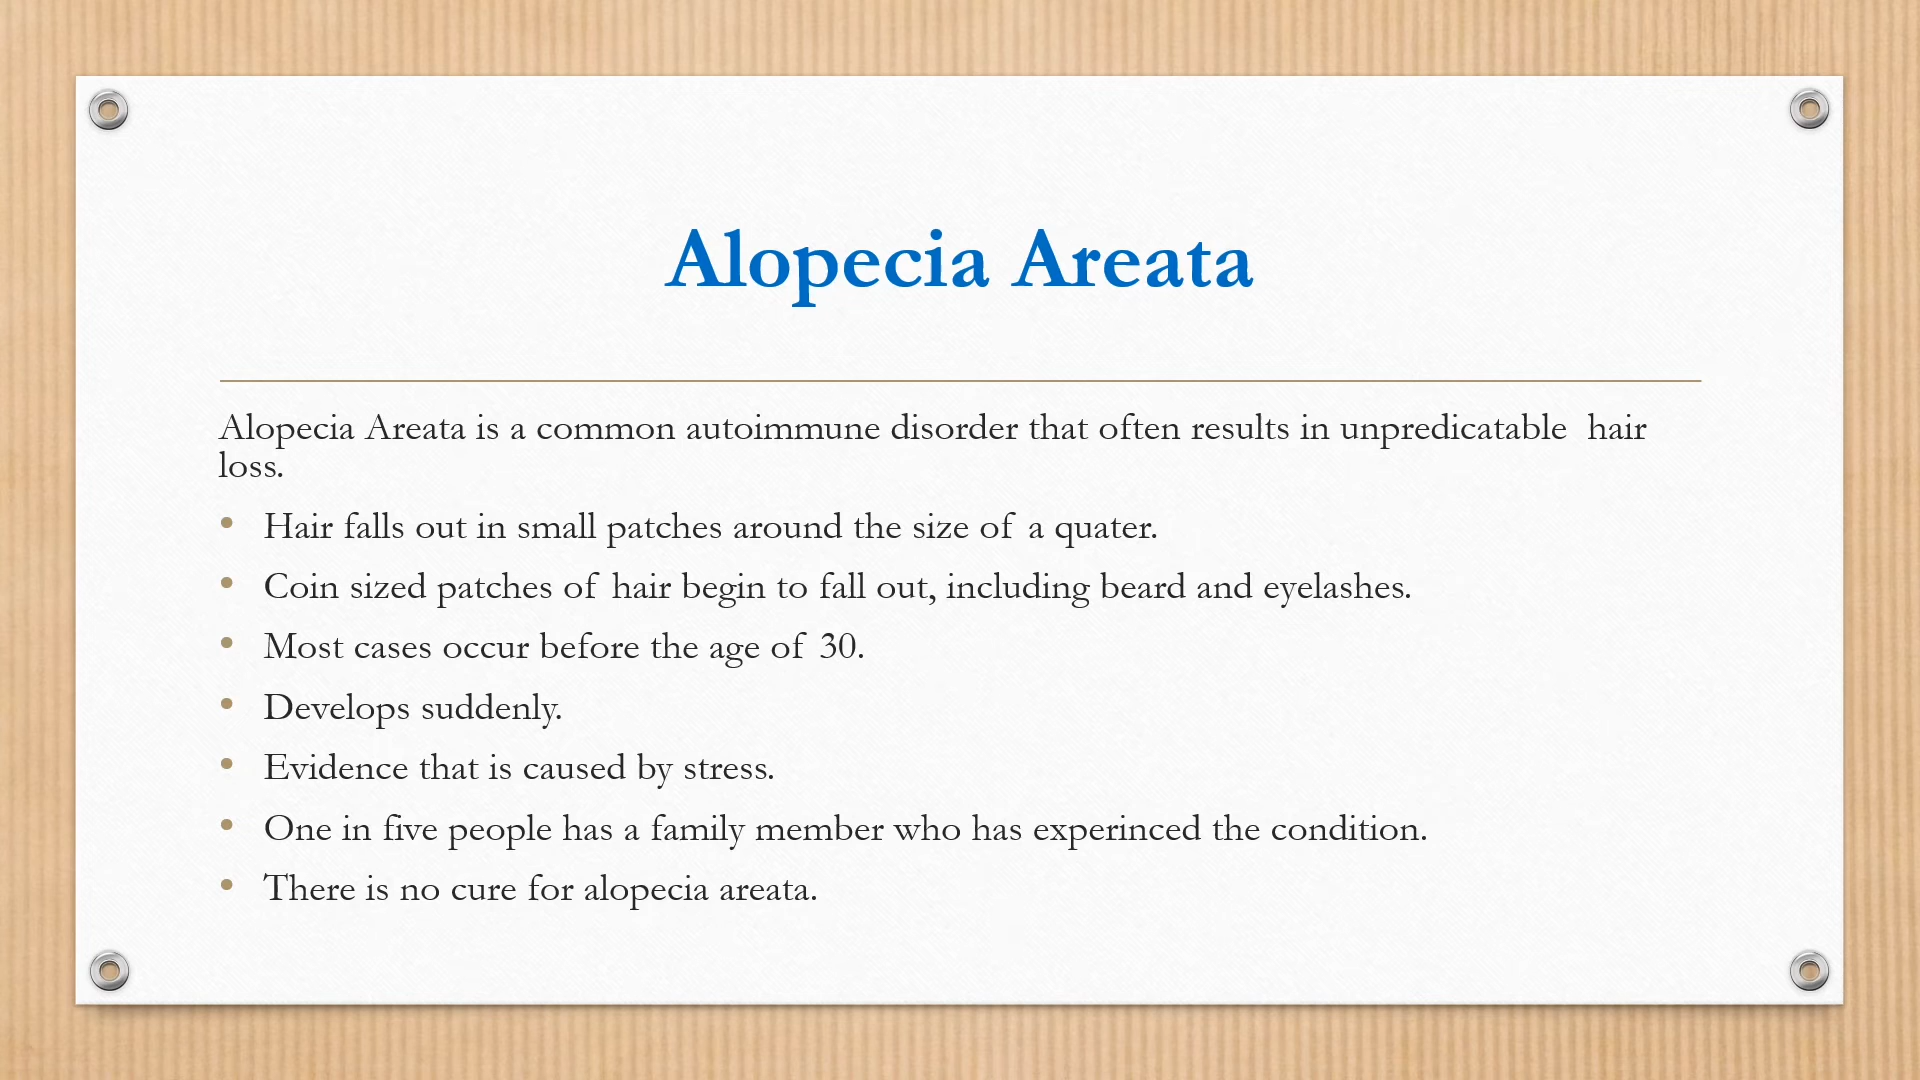 Alopecia Areata
Alopecia Areata is a common autoimmune disorder that often results in unpredicatable hair
loss.
• Hair falls out in small patches around the size of a quater.
• Coin sized patches of hair begin to fall out, including beard and eyelashes.
• Most cases occur before the age of 30.
• Develops suddenly.
• Evidence that is caused by stress.
• One in five people has a family member who has experinced the condition.
• There is no cure for alopecia areata.